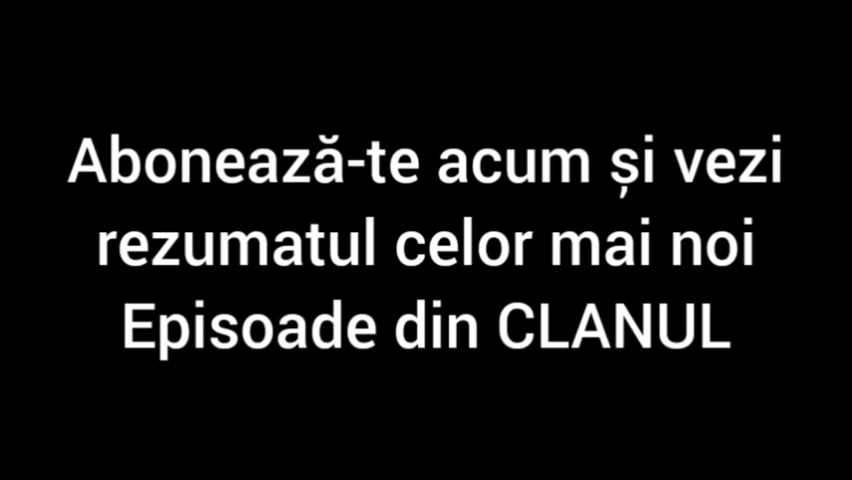 Abonează-te acum și vezi
rezumatul celor mai noi
Episoade din CLANUL